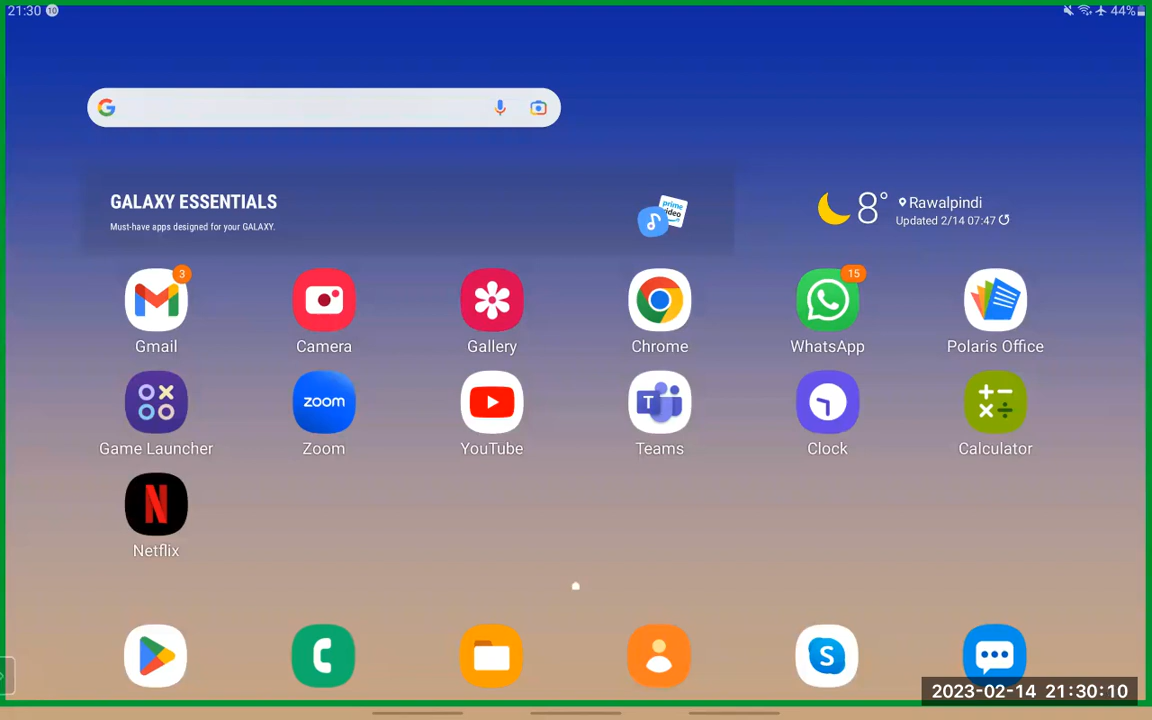 21:30 10
44%
GALAXY ESSENTIALS
Must-have apps designed for your GALAXY.
prime video
8°
Rawalpindi
Updated 2/14 07:47
3
15
Gmail
Camera
Gallery
Chrome
WhatsApp
Polaris Office
zoom
T
Game Launcher
Zoom
YouTube
Teams
Clock
Calculator
N
Netflix
S
2023-02-14 21:30:10